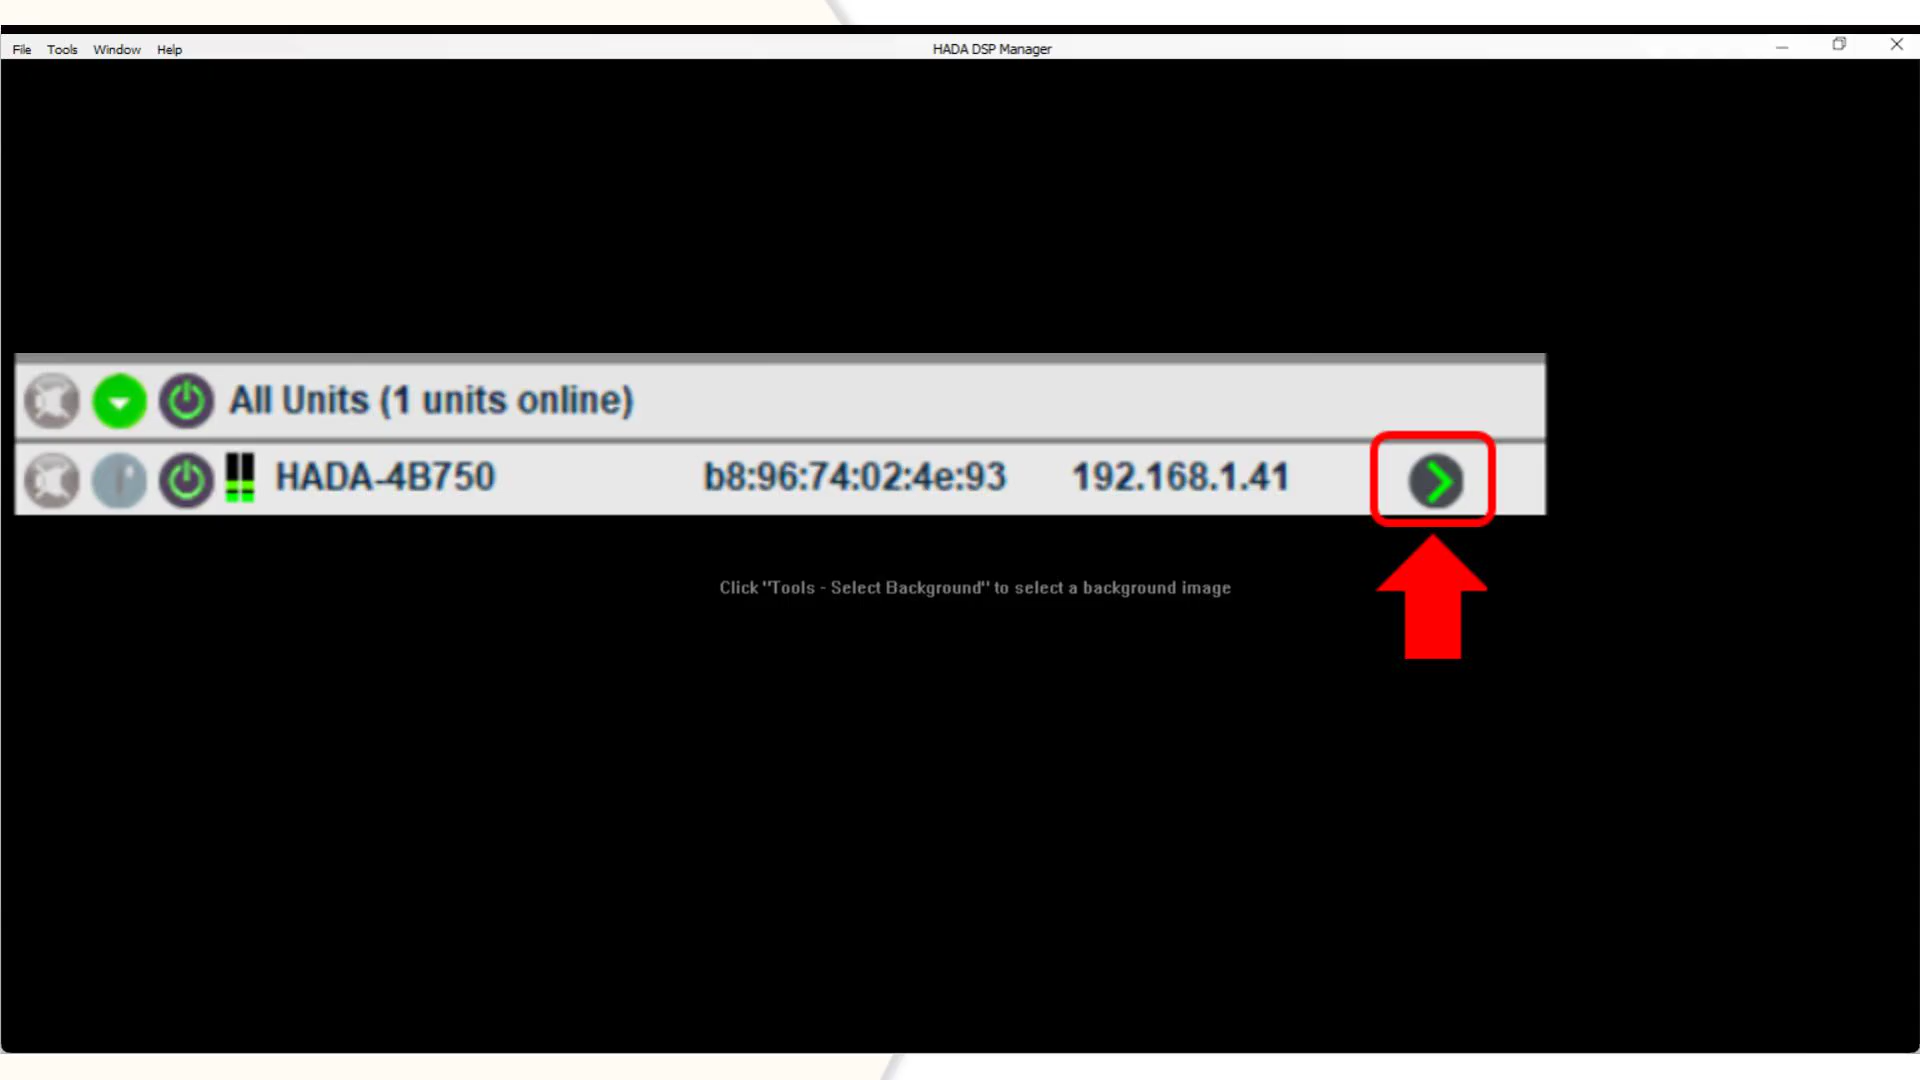 File Tools Window Help HADA DSP Manager
All Units (1 units online)
HADA-4B750 b8:96:74:02:4e:93 192.168.1.41
Click "Tools - Select Background" to select a background image